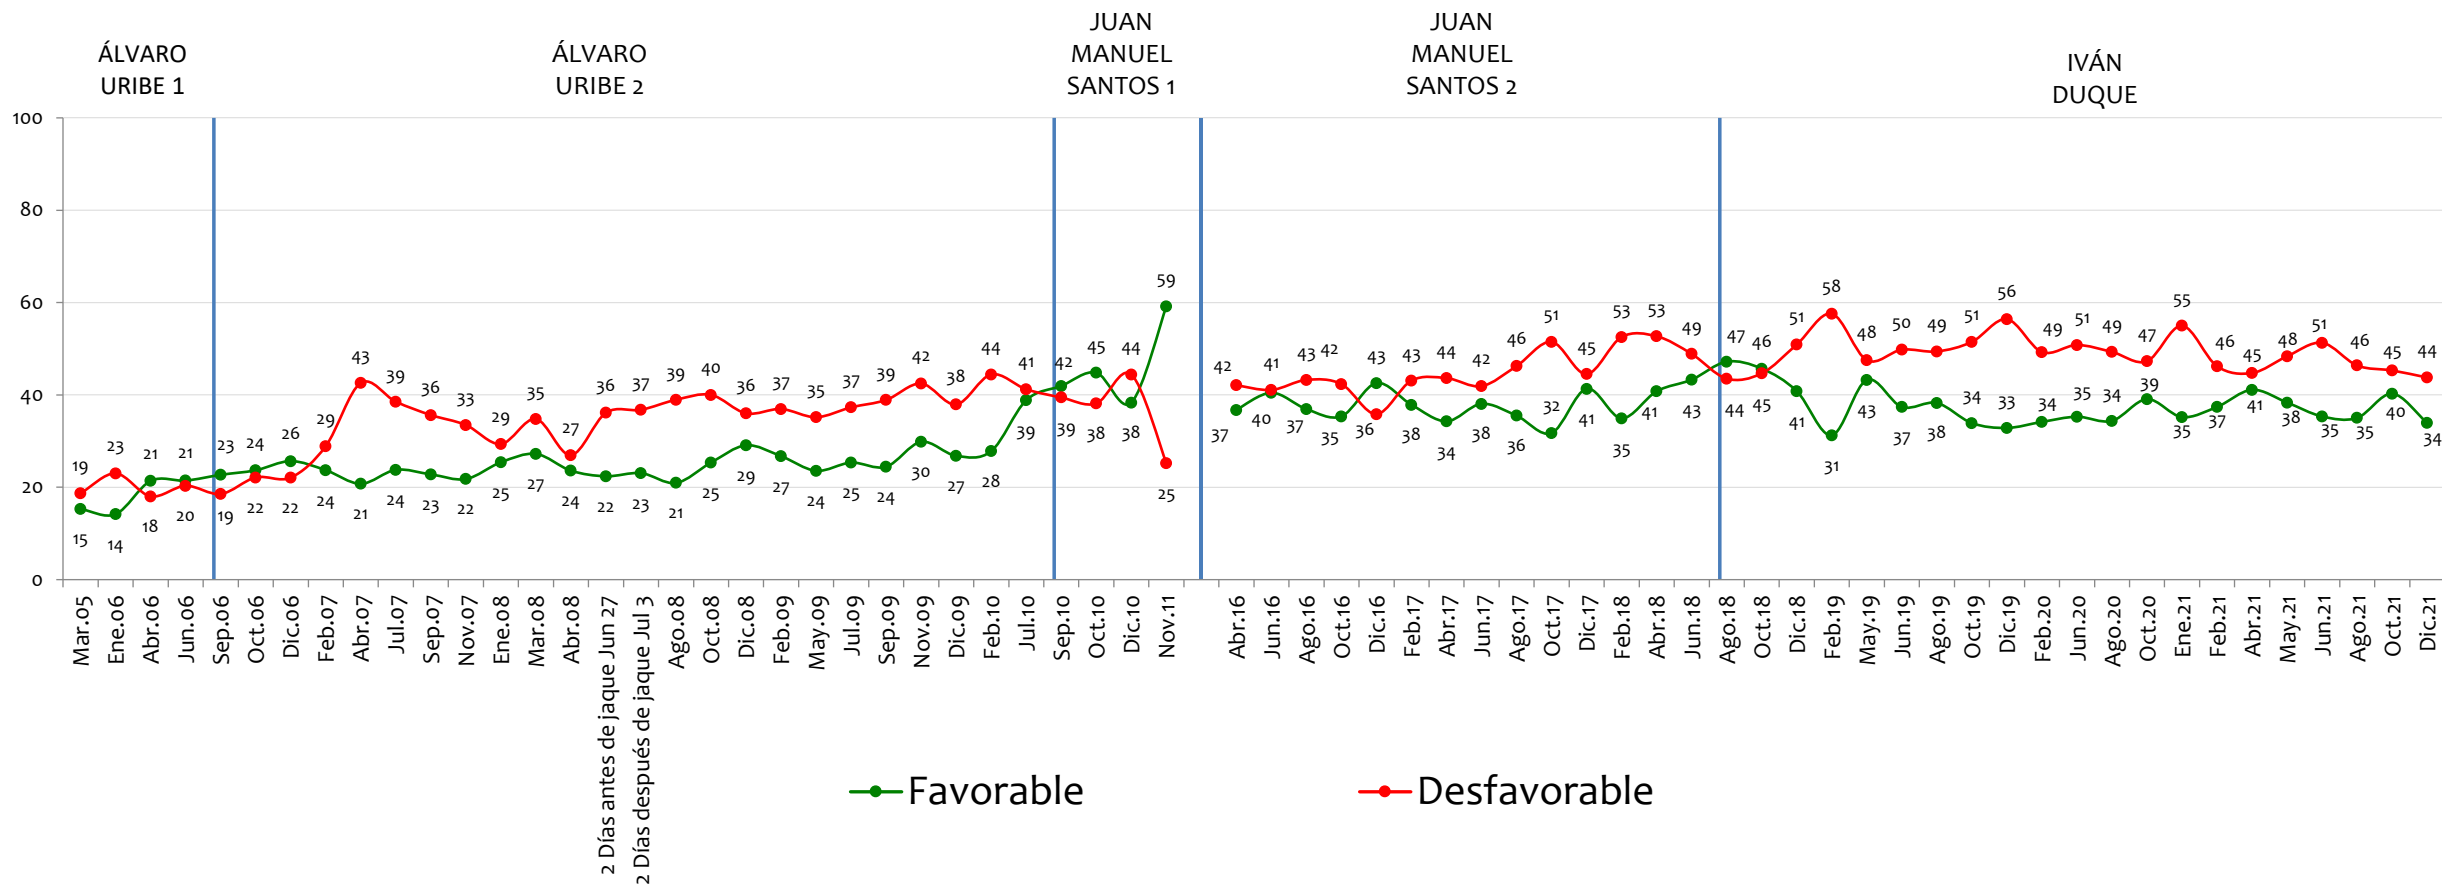 ÁLVARO
URIBE 1
ÁLVARO
URIBE 2
JUAN
MANUEL
SANTOS 1
JUAN
MANUEL
SANTOS 2
IVÁN
DUQUE
100
80
60
40
20
0
19 23 21 21 23 24 26 29 43 39 36 33 29 35 27 36 37 39 40 36 37 35 37 39 42 38 44 41 42 45 44 59 42 41 43 42 43 43 44 42 46 51 45 53 53 49 47 46 51 58 48 50 49 51 56 49 51 49 47 55 46 45 48 51 46 45 44
15 14 18 20 19 22 22 24 21 24 23 22 25 27 24 22 23 21 25 29 27 24 25 24 30 27 28 39 39 38 38 25 37 40 37 35 36 38 34 38 36 32 41 35 41 43 44 45 41 31 43 37 38 34 33 34 35 34 39 35 37 41 38 35 35 40 34
Mar.05
Ene.06
Abr.06
Jun.06
Sep.06
Oct.06
Dic.06
Feb.07
Abr.07
Jul.07
Sep.07
Nov.07
Ene.08
Mar.08
Abr.08
2 Días antes de jaque Jun 27
2 Días después de jaque Jul 3
Ago.08
Oct.08
Dic.08
Feb.09
May.09
Jul.09
Sep.09
Nov.09
Dic.09
Feb.10
Jul.10
Sep.10
Oct.10
Dic.10
Nov.11
Abr.16
Jun.16
Ago.16
Oct.16
Dic.16
Feb.17
Abr.17
Jun.17
Ago.17
Oct.17
Dic.17
Feb.18
Abr.18
Jun.18
Ago.18
Oct.18
Dic.18
Feb.19
May.19
Jun.19
Ago.19
Oct.19
Dic.19
Feb.20
Jun.20
Ago.20
Oct.20
Ene.21
Feb.21
Abr.21
May.21
Jun.21
Ago.21
Oct.21
Dic.21
Favorable
Desfavorable